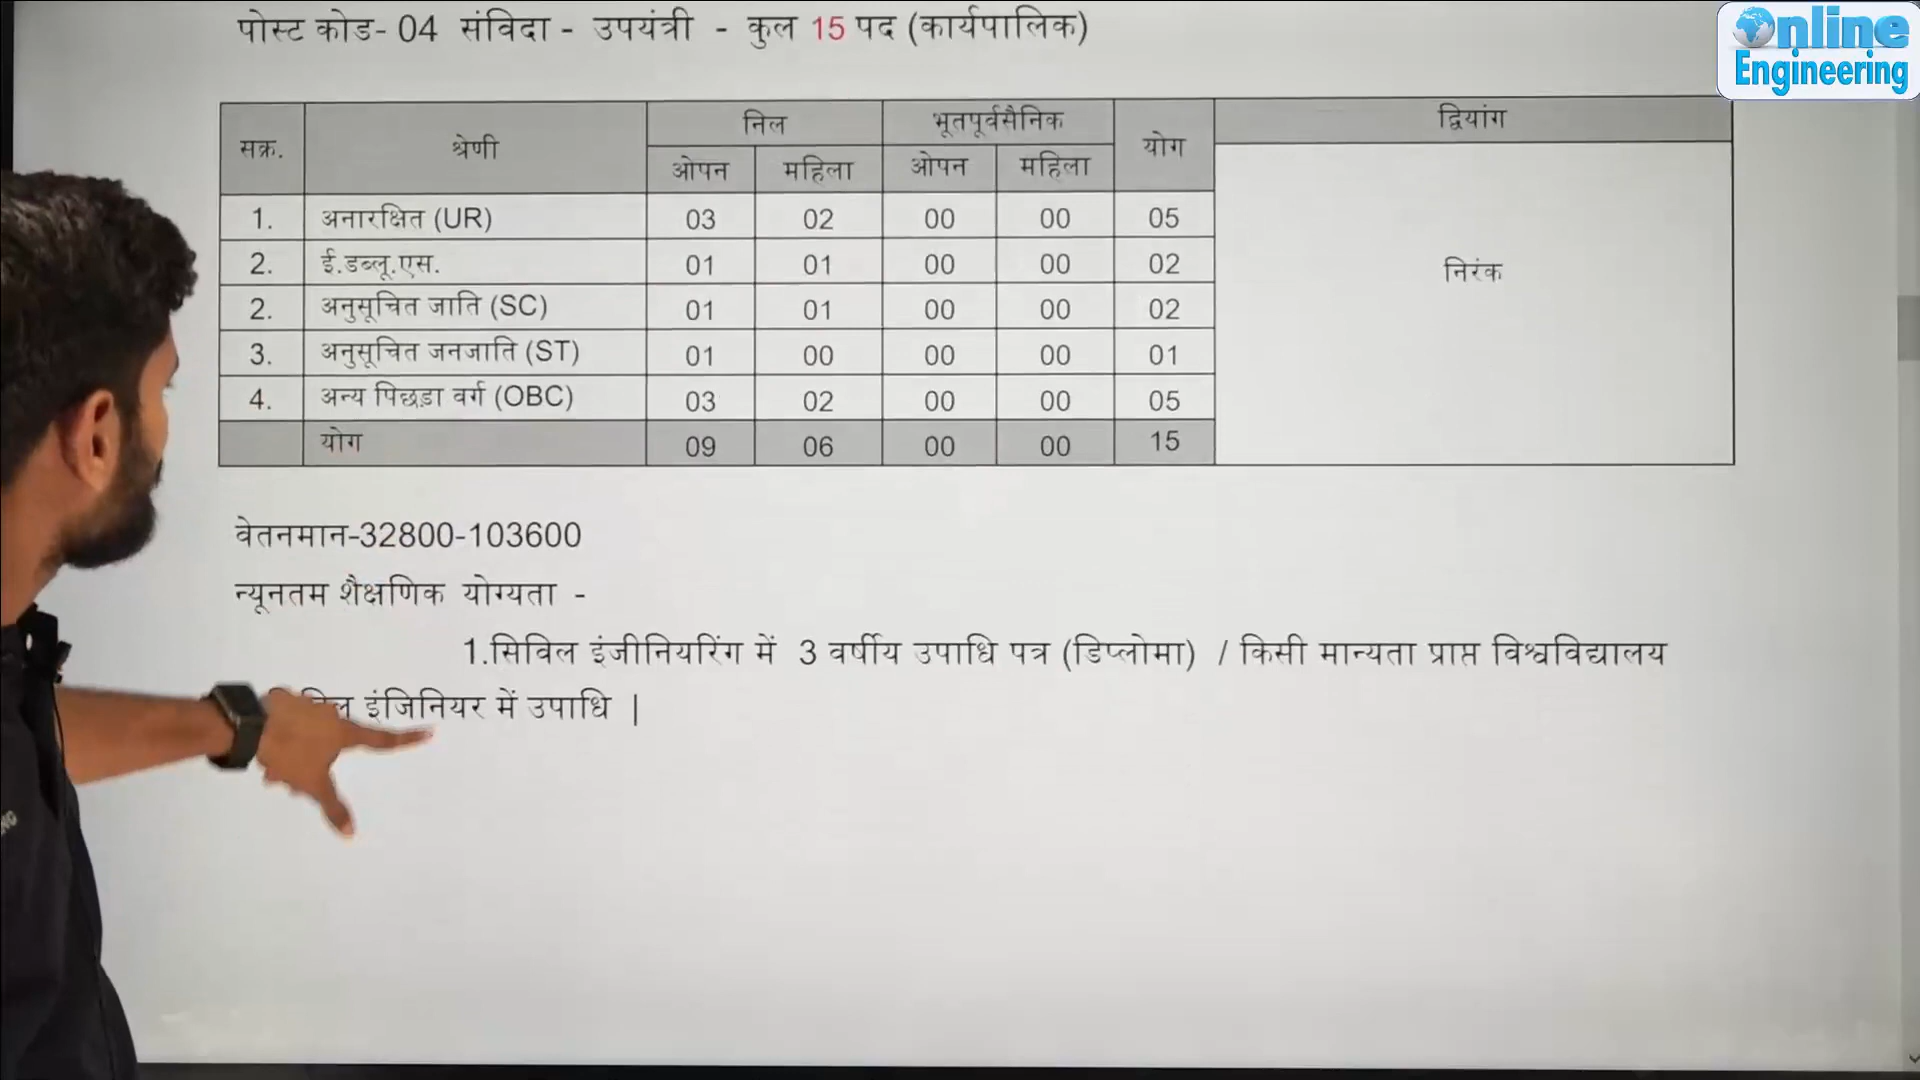 पोस्ट कोड- 04 संविदा - उपयंत्री - कुल 15 पद (कार्यपालिक)
Online
Engineering
सक्र. श्रेणी निल भूतपूर्वसैनिक योग द्वियांग
ओपन महिला ओपन महिला
1. अनारक्षित (UR) 03 02 00 00 05
2. ई.डब्लू.एस. 01 01 00 00 02 निरंक
2. अनुसूचित जाति (SC) 01 01 00 00 02
3. अनुसूचित जनजाति (ST) 01 00 00 00 01
4. अन्य पिछड़ा वर्ग (OBC) 03 02 00 00 05
योग 09 06 00 00 15
वेतनमान-32800-103600
न्यूनतम शैक्षणिक योग्यता -
1.सिविल इंजीनियरिंग में 3 वर्षीय उपाधि पत्र (डिप्लोमा) / किसी मान्यता प्राप्त विश्वविद्यालय
इंजिनियर में उपाधि |